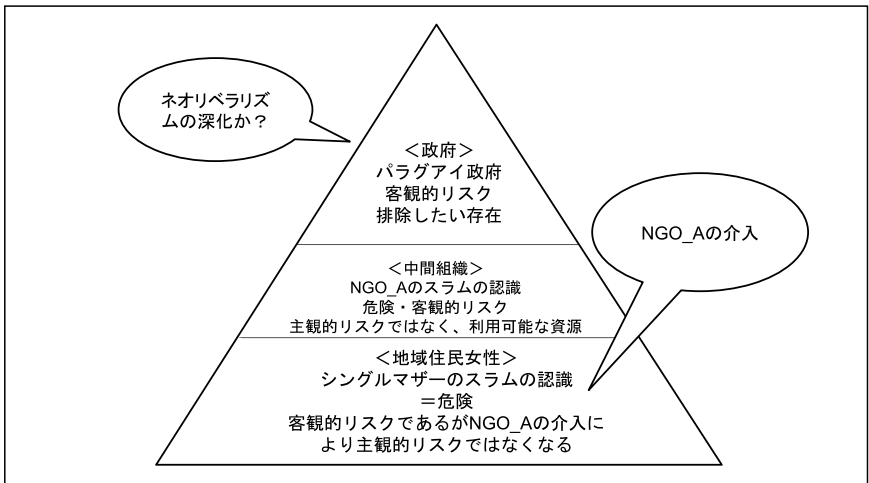 ネオリベラリズ
ムの深化か？
＜政府＞
パラグアイ政府
客観的リスク
排除したい存在
NGO_Aの介入
＜中間組織＞
NGO_Aのスラムの認識
危険・客観的リスク
主観的リスクではなく、利用可能な資源
＜地域住民女性＞
シングルマザーのスラムの認識
＝危険
客観的リスクであるがNGO_Aの介入に
より主観的リスクではなくなる